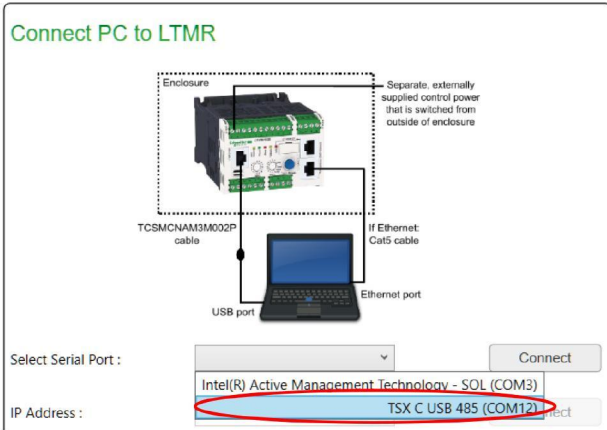 Connect PC to LTMR
Enclosure
Separate, externally
supplied control power
that is switched from
outside of enclosure
TCSMCNAM3M002P
cable
If Ethernet:
Cat5 cable
Ethernet port
USB port
Select Serial Port :
Connect
Intel(R) Active Management Technology - SOL (COM3)
TSX C USB 485 (COM12)
IP Address :